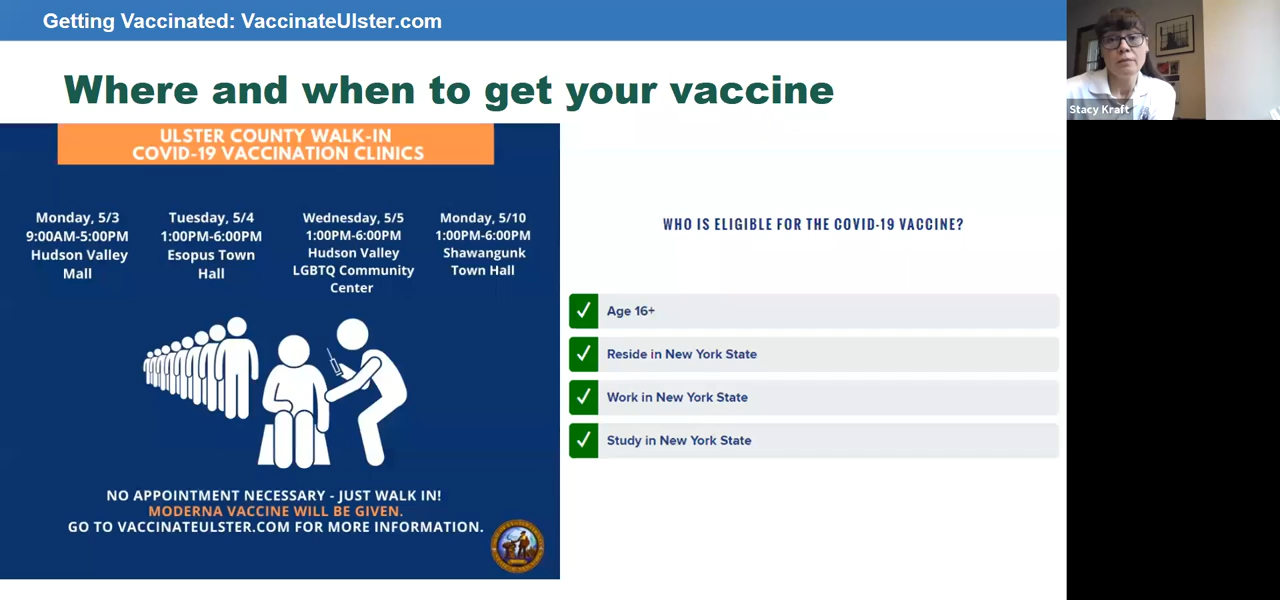 Getting Vaccinated: VaccinateUlster.com
Where and when to get your vaccine
ULSTER COUNTY WALK-IN
COVID-19 VACCINATION CLINICS
Monday, 5/3
9:00AM-5:00PM
Hudson Valley
Mall
Tuesday, 5/4
1:00PM-6:00PM
Esopus Town
Hall
Wednesday, 5/5
1:00PM-6:00PM
Hudson Valley
LGBTQ Community
Center
Monday, 5/10
1:00PM-6:00PM
Shawangunk
Town Hall
NO APPOINTMENT NECESSARY - JUST WALK IN!
MODERNA VACCINE WILL BE GIVEN.
GO TO VACCINATEULSTER.COM FOR MORE INFORMATION.
WHO IS ELIGIBLE FOR THE COVID-19 VACCINE?
Age 16+
Reside in New York State
Work in New York State
Study in New York State
Stacy Kraft